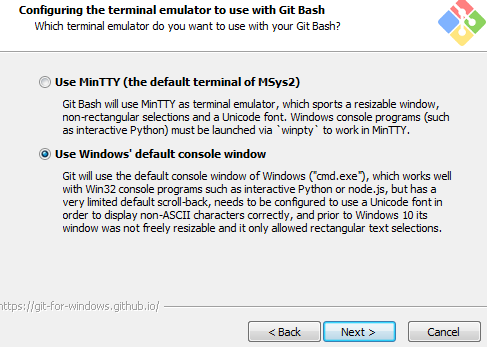 Configuring the terminal emulator to use with Git Bash
Which terminal emulator do you want to use with your Git Bash?
Use MinTTY (the default terminal of MSys2)
Git Bash will use MinTTY as terminal emulator, which sports a resizable window,
non-rectangular selections and a Unicode font. Windows console programs (such
as interactive Python) must be launched via `winpty` to work in MinTTY.
Use Windows' default console window
Git will use the default console window of Windows ("cmd.exe"), which works well
with Win32 console programs such as interactive Python or node.js, but has a
very limited default scroll-back, needs to be configured to use a Unicode font in
order to display non-ASCII characters correctly, and prior to Windows 10 its
window was not freely resizable and it only allowed rectangular text selections.
https://git-for-windows.github.io/
< Back
Next >
Cancel